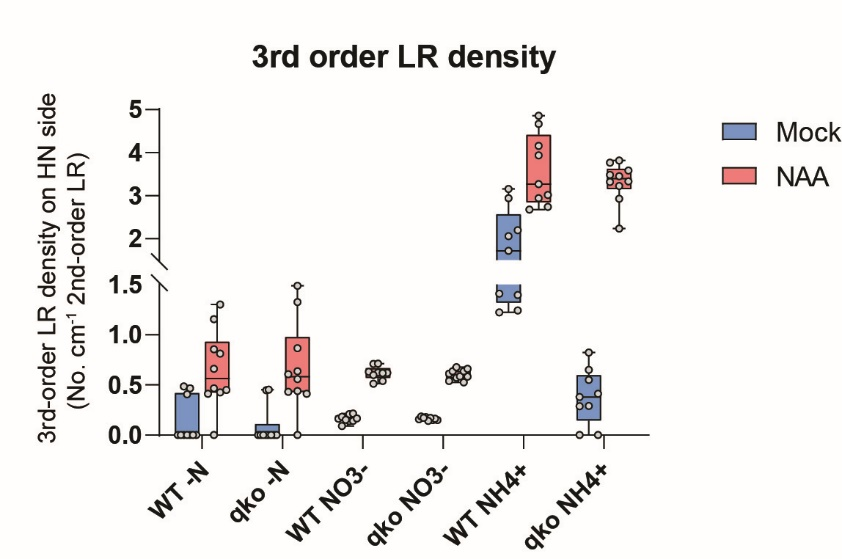 3rd order LR density
3rd-order LR density on HN side
(No. cm-1 2nd-order LR)
5
4
3
2
1.5
1.0
0.5
0.0
WT -N
qko -N
WT NO3-
qko NO3-
WT NH4+
qko NH4+
Mock
NAA